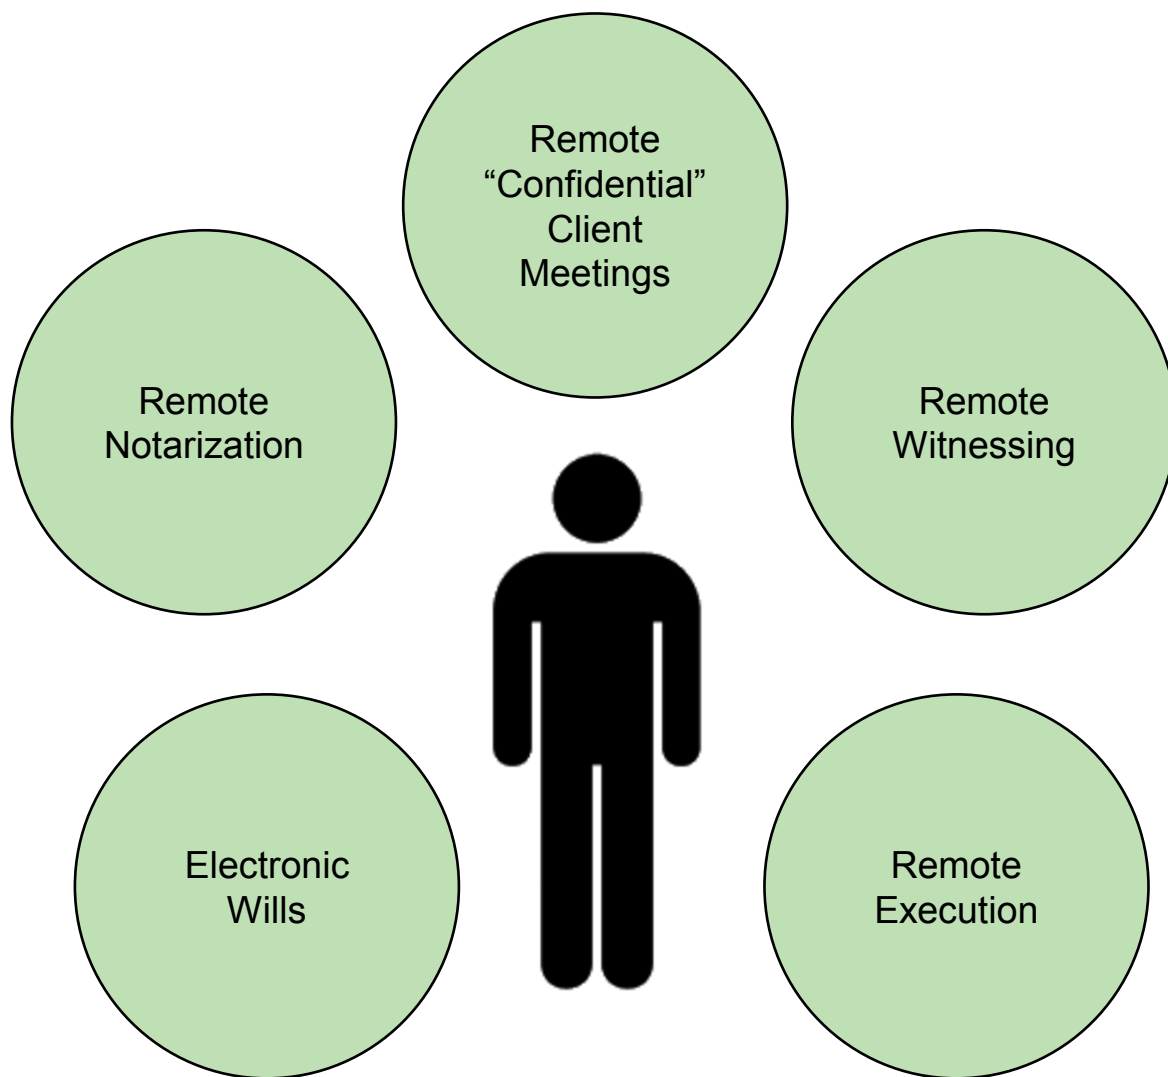 Remote
“Confidential”
Client
Meetings
Remote
Notarization
Remote
Witnessing
Electronic
Wills
Remote
Execution